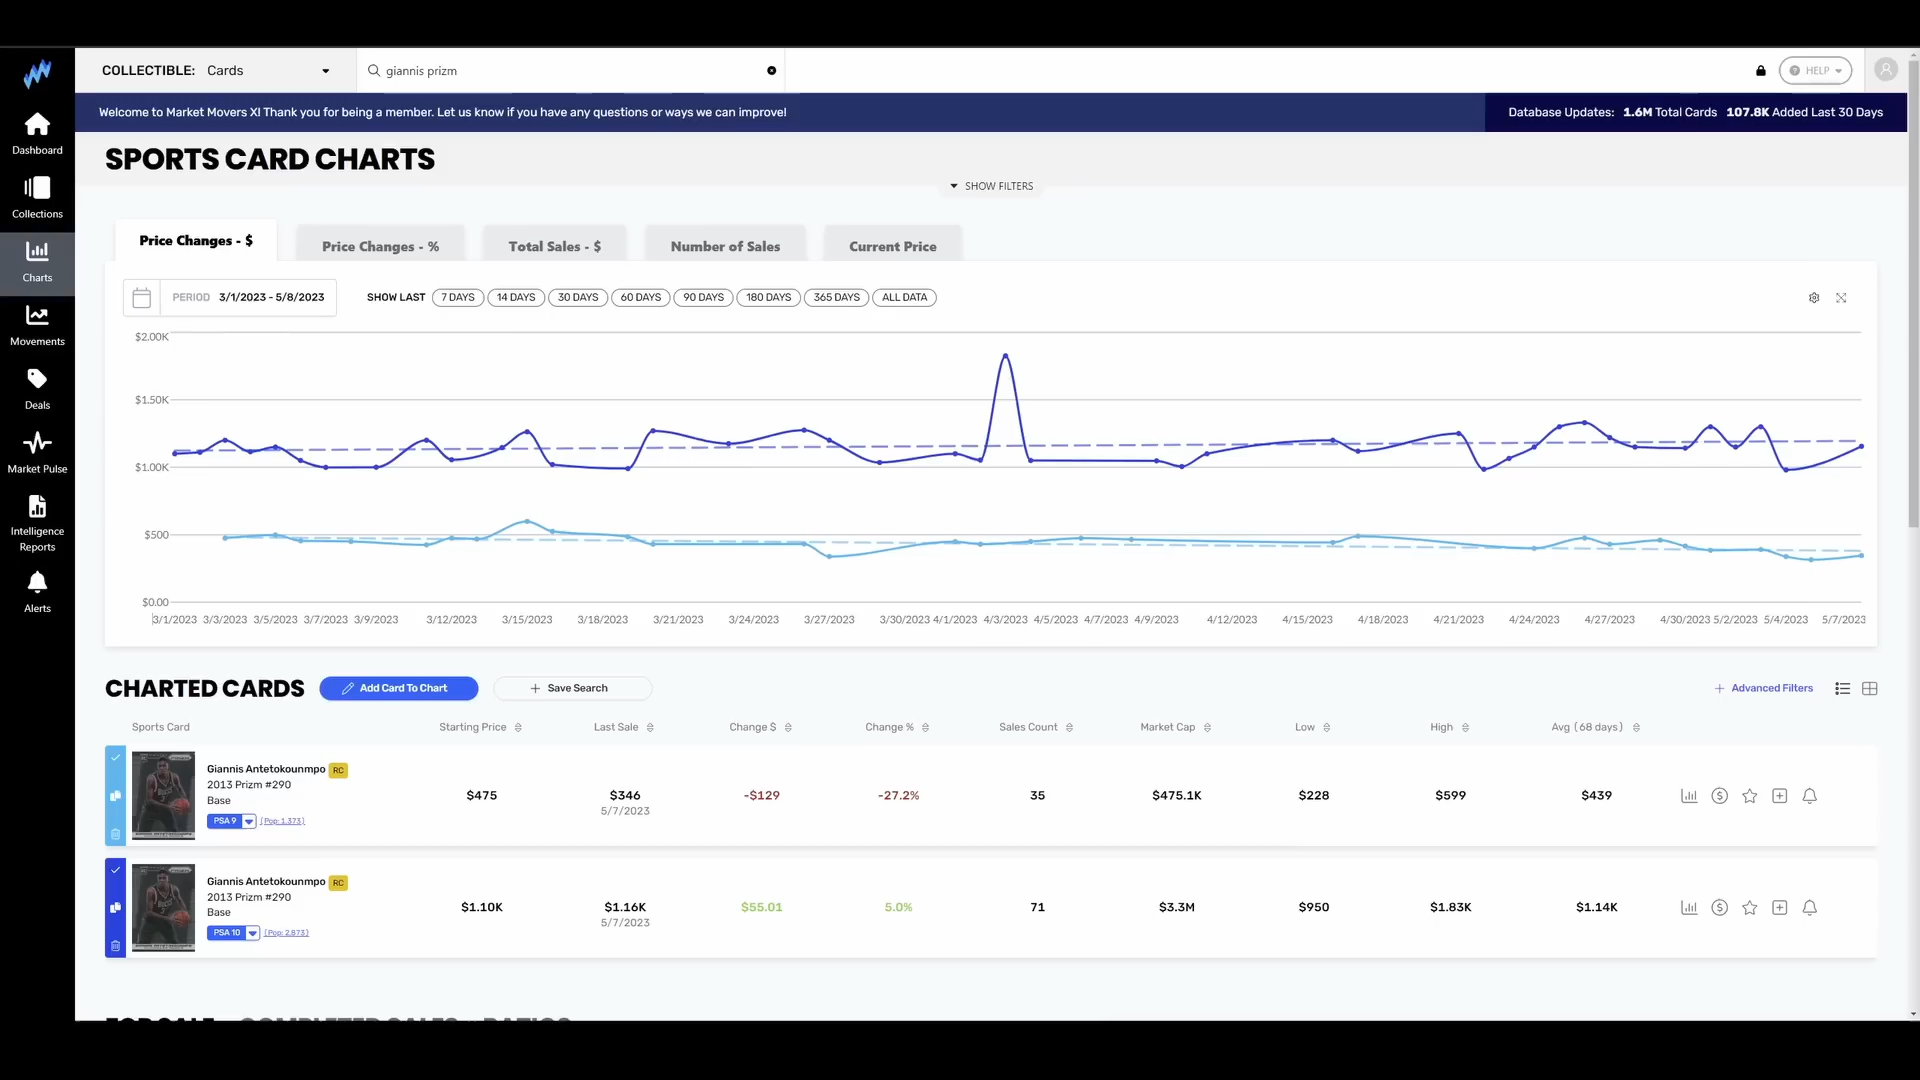 COLLECTIBLE: Cards
giannis prizm
HELP
Welcome to Market Movers X! Thank you for being a member. Let us know if you have any questions or ways we can improve!
Database Updates: 1.6M Total Cards 107.8K Added Last 30 Days
Dashboard
Collections
Charts
Movements
Deals
Market Pulse
Intelligence
Reports
Alerts
SPORTS CARD CHARTS
SHOW FILTERS
Price Changes - $
Price Changes - %
Total Sales - $
Number of Sales
Current Price
PERIOD 3/1/2023 - 5/8/2023
SHOW LAST 7 DAYS 14 DAYS 30 DAYS 60 DAYS 90 DAYS 180 DAYS 365 DAYS ALL DATA
$2.00K
$1.50K
$1.00K
$500
$0.00
3/1/2023 3/3/2023 3/5/2023 3/7/2023 3/9/2023 3/12/2023 3/15/2023 3/18/2023 3/21/2023 3/24/2023 3/27/2023 3/30/2023 4/1/2023 4/3/2023 4/5/2023 4/7/2023 4/9/2023 4/12/2023 4/15/2023 4/18/2023 4/21/2023 4/24/2023 4/27/2023 4/30/2023 5/2/2023 5/4/2023 5/7/2023
CHARTED CARDS
Add Card To Chart
+ Save Search
+ Advanced Filters
Sports Card Starting Price Last Sale Change $ Change % Sales Count Market Cap Low High Avg (68 days)
Giannis Antetokounmpo RC
2013 Prizm #290
Base
PSA 9 (Pop: 1,373)
$475
$346
5/7/2023
-$129
-27.2%
35
$475.1K
$228
$599
$439
Giannis Antetokounmpo RC
2013 Prizm #290
Base
PSA 10 (Pop: 2,873)
$1.10K
$1.16K
5/7/2023
$55.01
5.0%
71
$3.3M
$950
$1.83K
$1.14K
FOR SALE COMPLETED SALES RATIOS